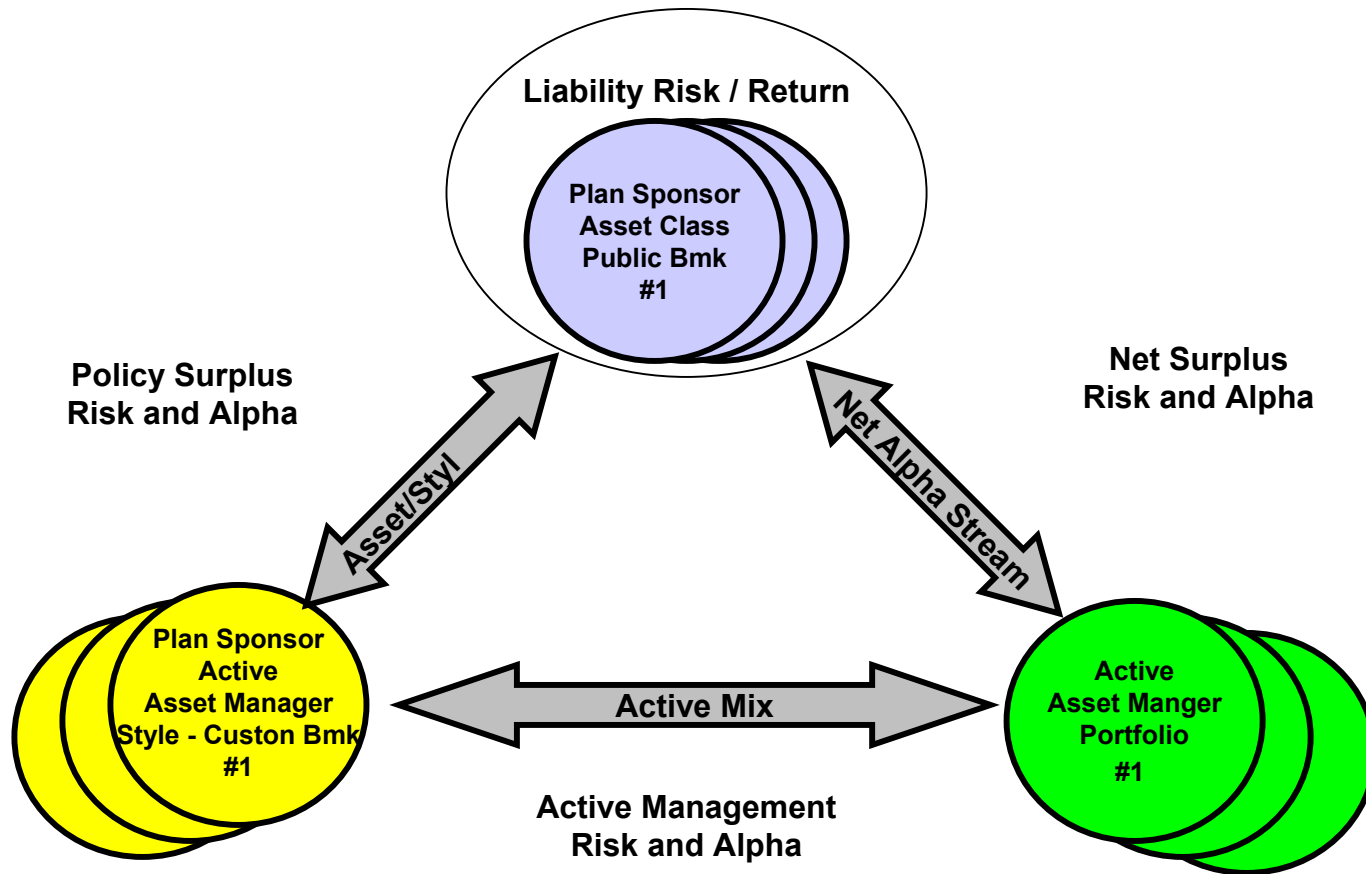 Liability Risk / Return
Plan Sponsor
Asset Class
Public Bmk
#1
Policy Surplus
Risk and Alpha
Net Surplus
Risk and Alpha
Asset/Styl
Net Alpha Stream
Plan Sponsor
Active
Asset Manager
Style - Custon Bmk
#1
Active Mix
Active
Asset Manger
Portfolio
#1
Active Management
Risk and Alpha